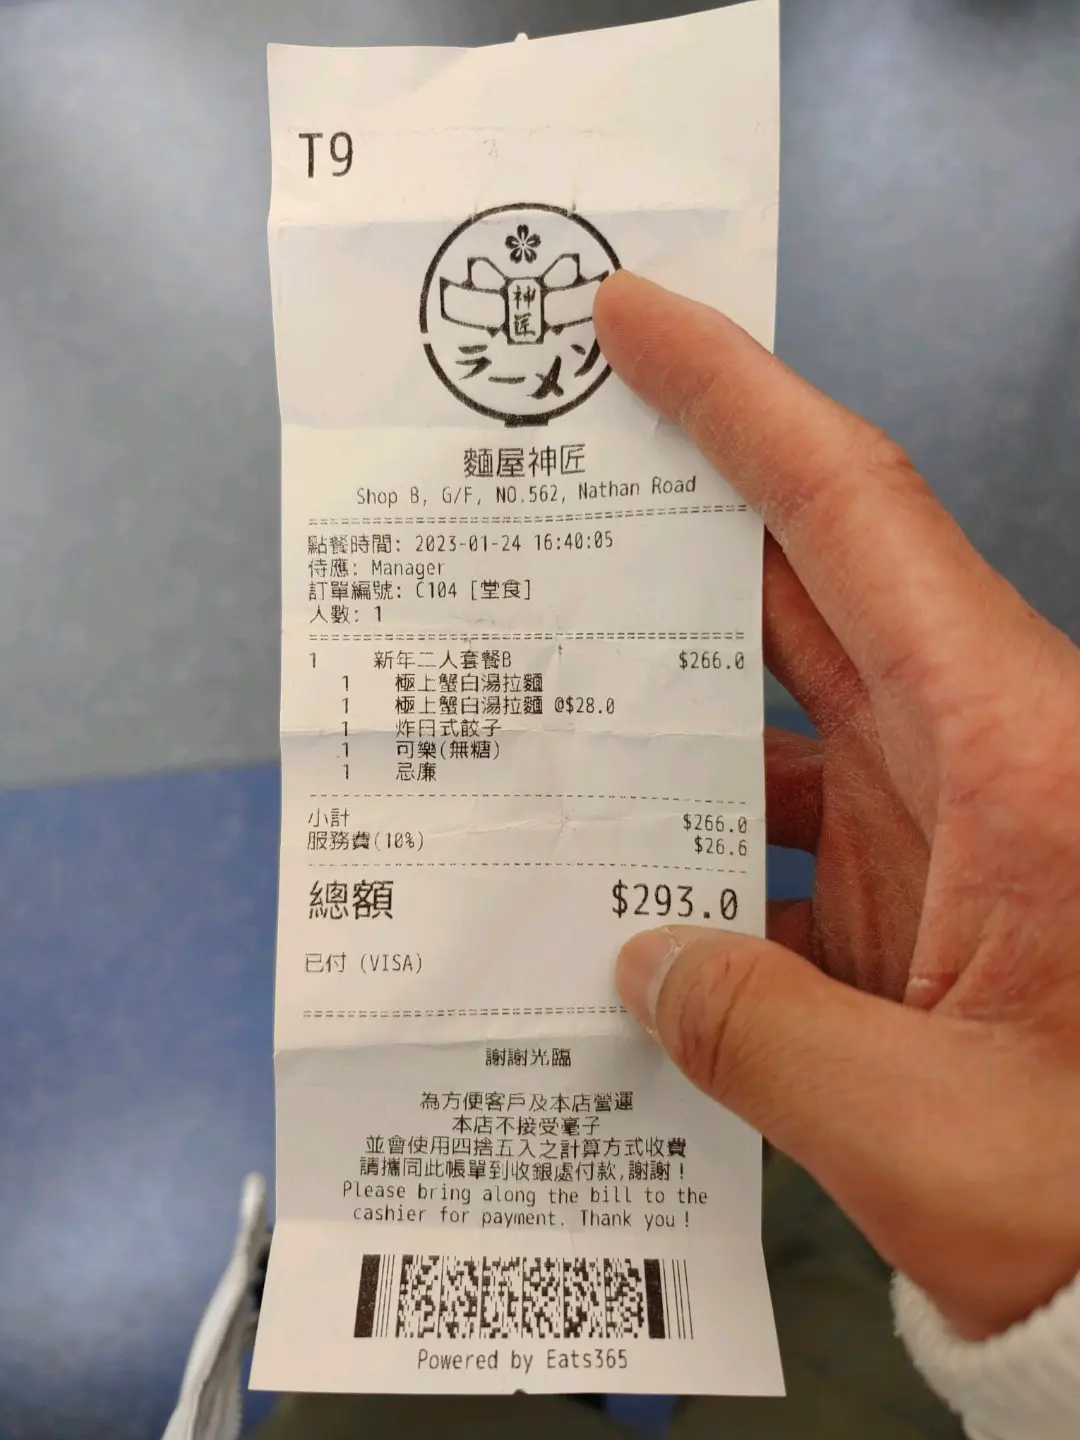 T9
神匠
ラーメン
麵屋神匠
Shop B, G/F, NO.562, Nathan Road
點餐時間: 2023-01-24 16:40:05
侍應: Manager
訂單編號: C104 [堂食]
人數: 1
1 新年二人套餐B $266.0
1 極上蟹白湯拉麵
1 極上蟹白湯拉麵 @$28.0
1 炸日式餃子
1 可樂(無糖)
1 忌廉
小計 $266.0
服務費(10%) $26.6
總額 $293.0
已付 (VISA)
謝謝光臨
為方便客戶及本店營運
本店不接受毫子
並會使用四捨五入之計算方式收費
請攜同此帳單到收銀處付款,謝謝!
Please bring along the bill to the
cashier for payment. Thank you!
Powered by Eats365